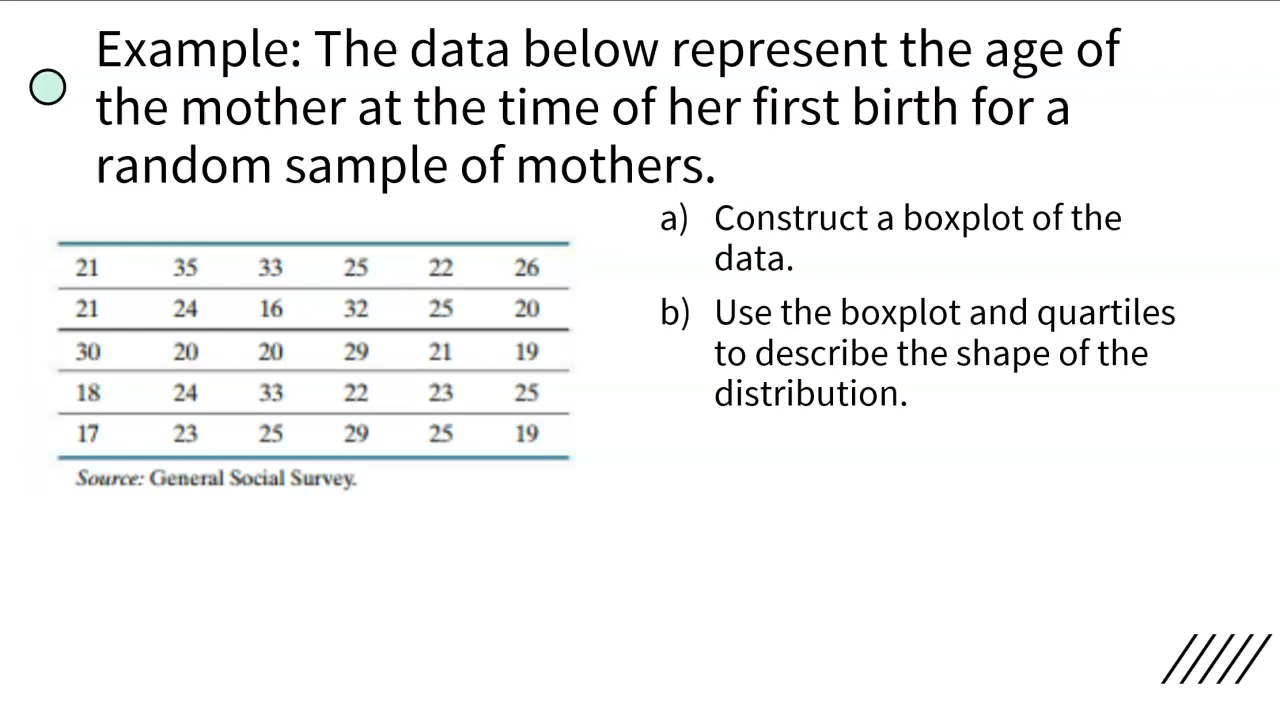 Example: The data below represent the age of
the mother at the time of her first birth for a
random sample of mothers.
a) Construct a boxplot of the
data.
b) Use the boxplot and quartiles
to describe the shape of the
distribution.
21 35 33 25 22 26
21 24 16 32 25 20
30 20 20 29 21 19
18 24 33 22 23 25
17 23 25 29 25 19
Source: General Social Survey.